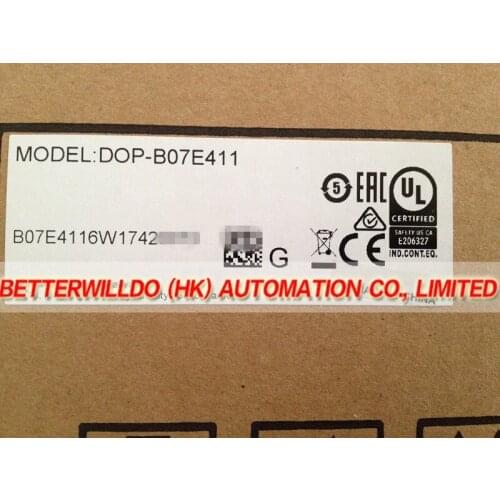 MODEL:DOP-B07E411
5 EAC UL
CERTIFIED
SAFETY US CA
E206327
B07E4116W1742
G
CE
IND.CONT.EQ.
BETTERWILLDO (HK) AUTOMATION CO., LIMITED